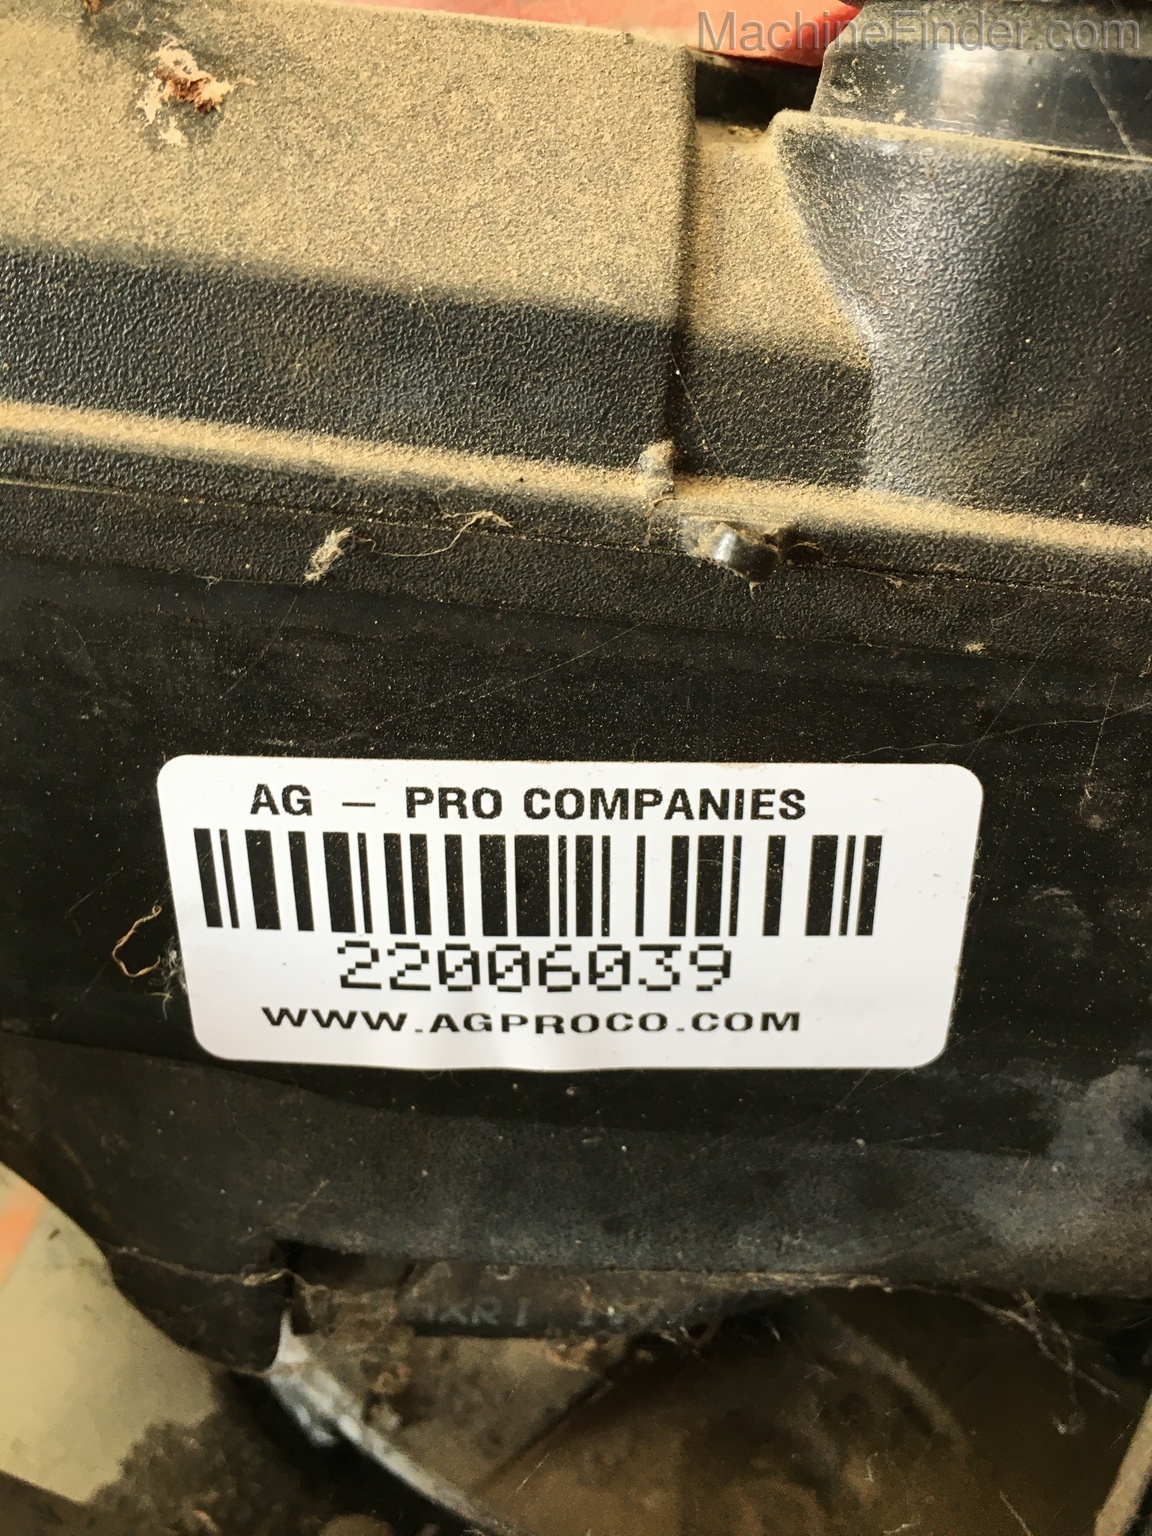 MachineFinder.com
AG – PRO COMPANIES
22006039
WWW.AGPROCO.COM